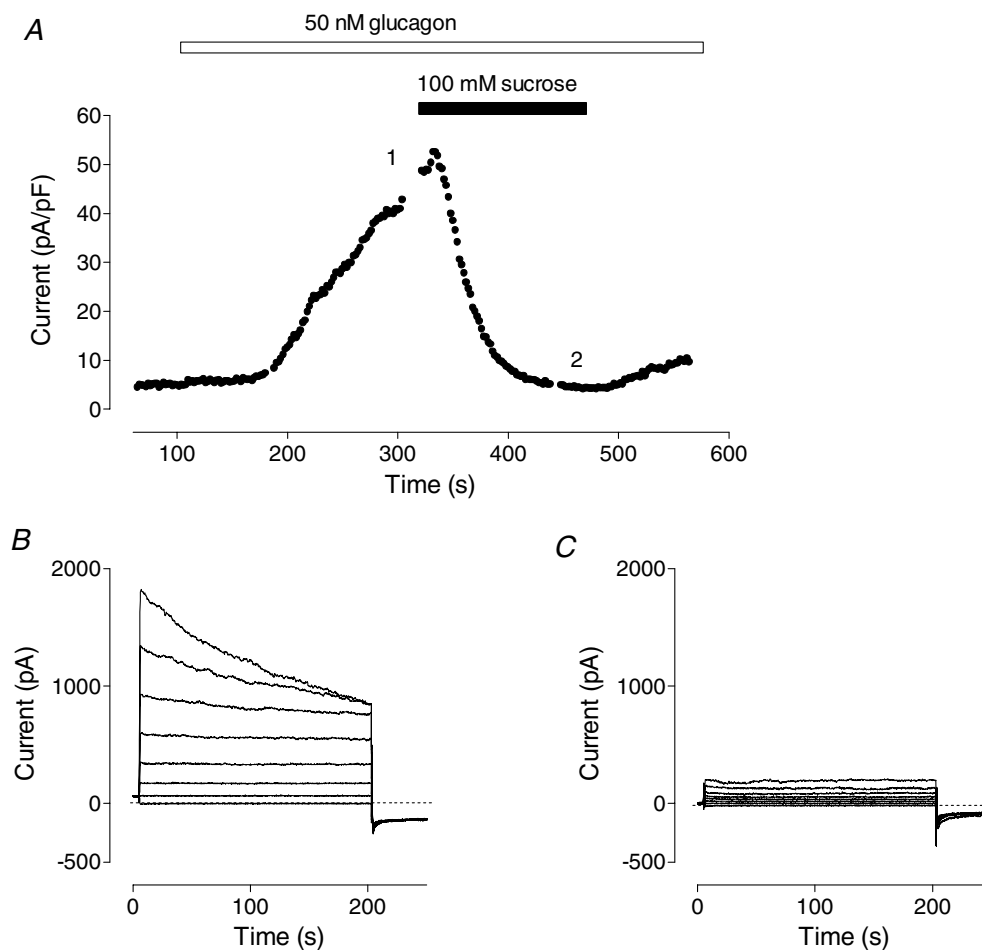 A
50 nM glucagon
100 mM sucrose
60
50
40
30
20
10
0
Current (pA/pF)
1
2
100 200 300 400 500 600
Time (s)
B
2000
1000
0
-500
Current (pA)
0 100 200
Time (s)
C
2000
1000
0
-500
Current (pA)
0 100 200
Time (s)